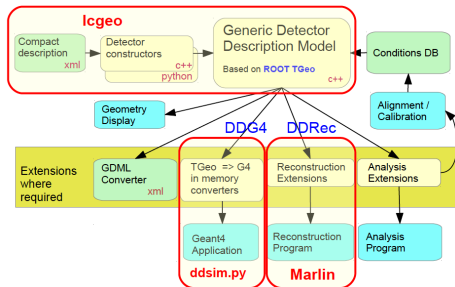 lcgeo
Compact
description
xml
Detector
constructors
c++
python
Generic Detector
Description Model
Based on ROOT TGeo
c++
Conditions DB
Geometry
Display
Alignment /
Calibration
DDG4
DDRec
Extensions
where
required
GDML
Converter
xml
TGeo => G4
in memory
converters
Reconstruction
Extensions
Analysis
Extensions
Geant4
Application
Reconstruction
Program
Analysis
Program
ddsim.py
Marlin